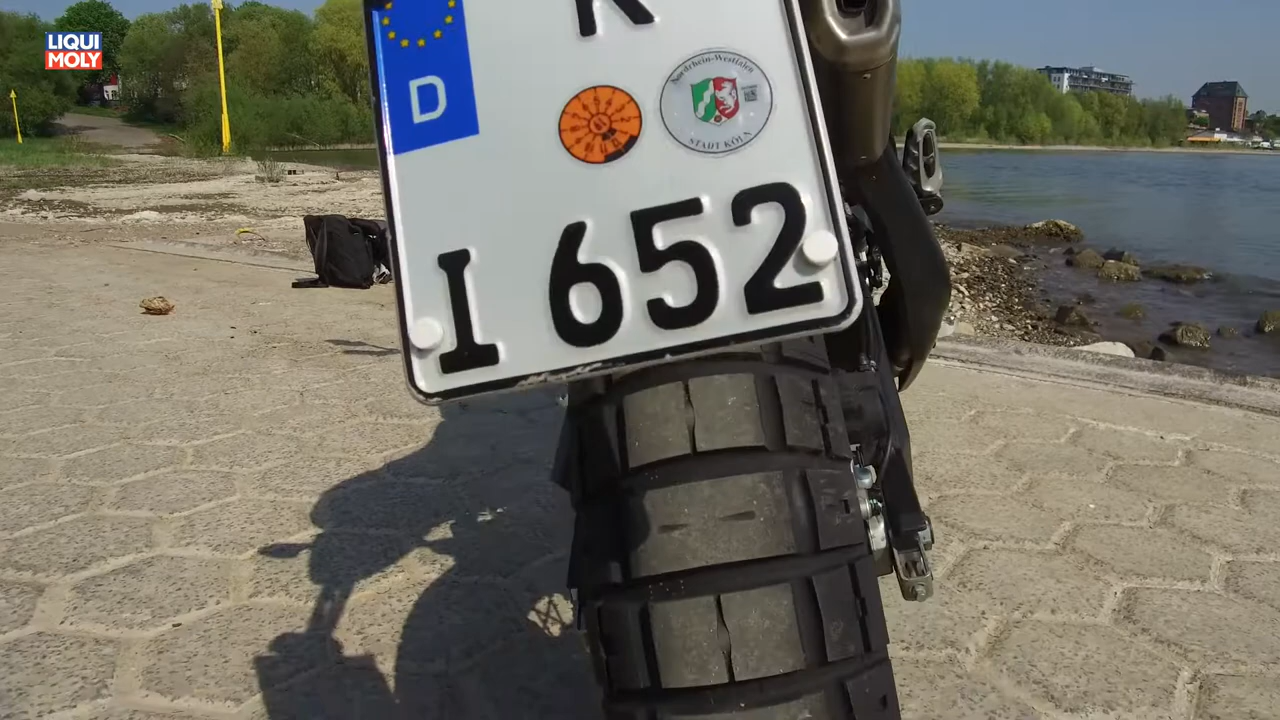 LIQUI
MOLY
K
D
Nordrhein-Westfalen
STADT KÖLN
I 652